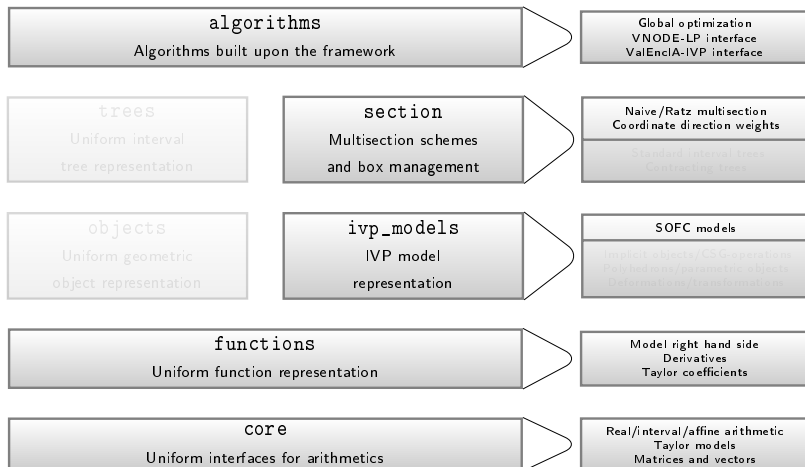 algorithms
Algorithms built upon the framework
Global optimization
VNODE-LP interface
ValEncIA-IVP interface
trees
Uniform interval
tree representation
section
Multisection schemes
and box management
Naive/Ratz multisection
Coordinate direction weights
Standard interval trees
Contracting trees
objects
Uniform geometric
object representation
ivp_models
IVP model
representation
SOFC models
Implicit objects/CSG-operations
Polyhedrons/parametric objects
Deformations/transformations
functions
Uniform function representation
Model right hand side
Derivatives
Taylor coefficients
core
Uniform interfaces for arithmetics
Real/interval/affine arithmetic
Taylor models
Matrices and vectors